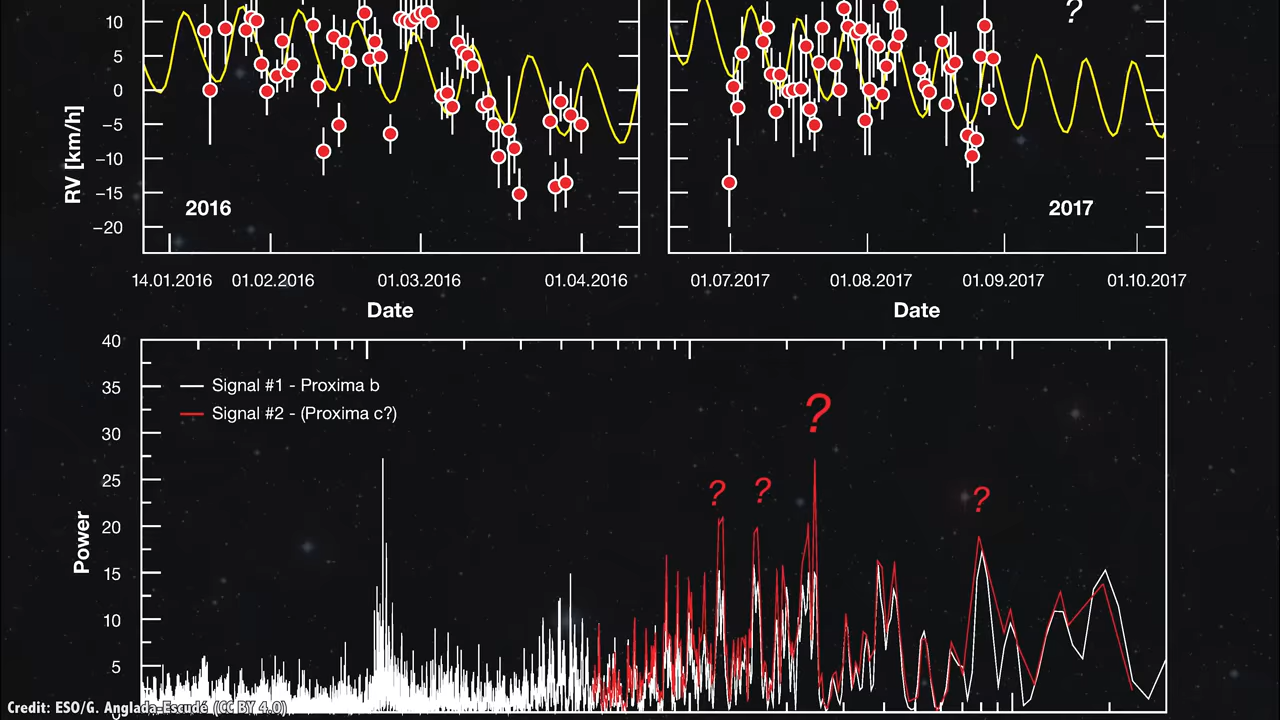 10
5
0
−5
−10
−15
−20
RV [km/h]
2016
14.01.2016 01.02.2016 01.03.2016 01.04.2016
Date
?
2017
01.07.2017 01.08.2017 01.09.2017 01.10.2017
Date
40
35
30
25
20
15
10
5
Power
Signal #1 - Proxima b
Signal #2 - (Proxima c?)
?
? ? ?
Credit: ESO/G. Anglada-Escudé (CC BY 4.0)